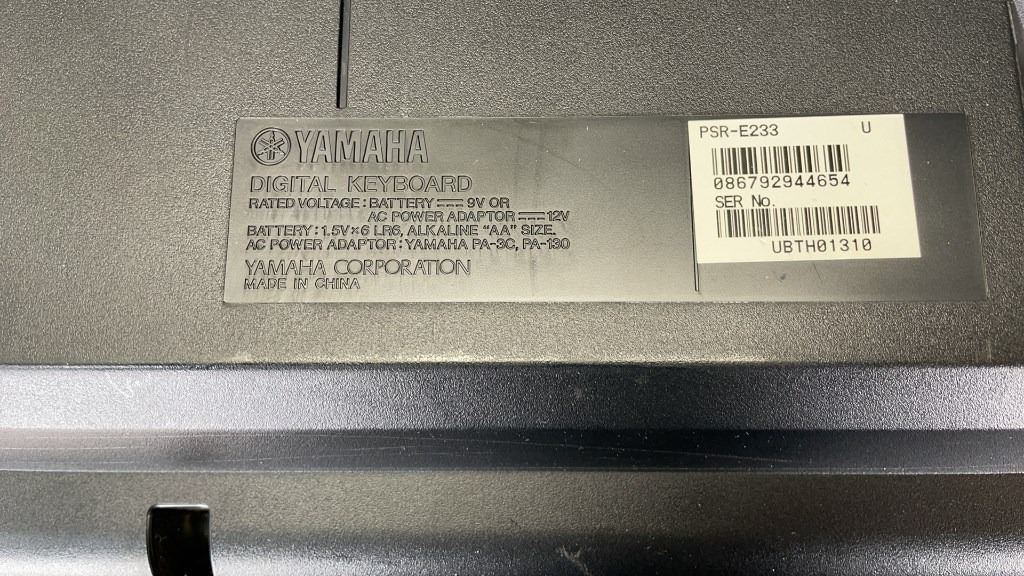 YAMAHA
DIGITAL KEYBOARD
RATED VOLTAGE : BATTERY ⎓ 9V OR
AC POWER ADAPTOR ⎓ 12V
BATTERY : 1.5V×6 LR6, ALKALINE “AA” SIZE.
AC POWER ADAPTOR : YAMAHA PA-3C, PA-130
YAMAHA CORPORATION
MADE IN CHINA
PSR-E233 U
086792944654
SER No.
UBTH01310